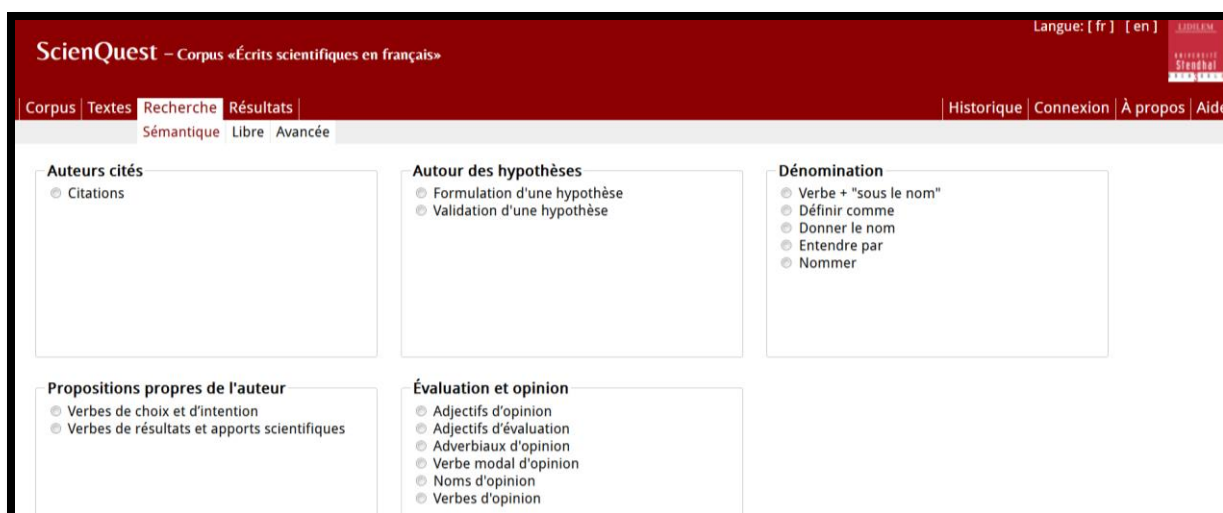 Langue: [ fr ] [ en ]
LIDILEM
ScienQuest – Corpus «Écrits scientifiques en français»
Stendhal
Corpus Textes Recherche Résultats Historique Connexion À propos Aide
Sémantique Libre Avancée
Auteurs cités
Citations
Autour des hypothèses
Formulation d'une hypothèse
Validation d'une hypothèse
Dénomination
Verbe + "sous le nom"
Définir comme
Donner le nom
Entendre par
Nommer
Propositions propres de l'auteur
Verbes de choix et d’intention
Verbes de résultats et apports scientifiques
Évaluation et opinion
Adjectifs d’opinion
Adjectifs d’évaluation
Adverbiaux d'opinion
Verbe modal d'opinion
Noms d'opinion
Verbes d'opinion